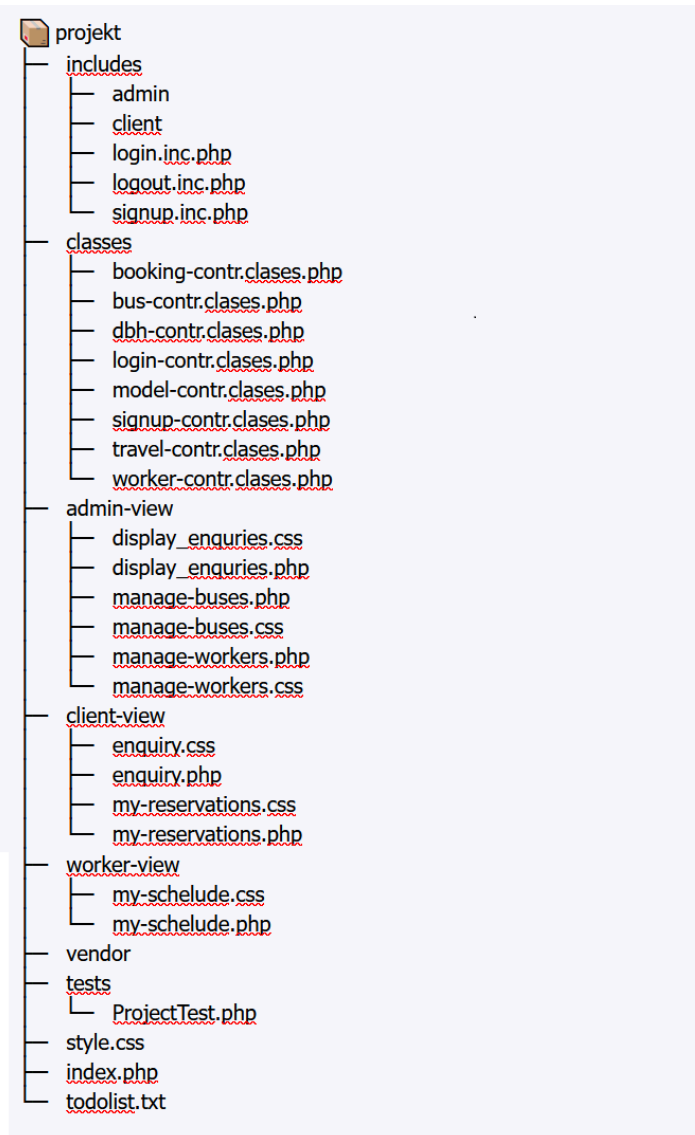 projekt
includes
admin
client
login.inc.php
logout.inc.php
signup.inc.php
classes
booking-contr.clases.php
bus-contr.clases.php
dbh-contr.clases.php
login-contr.clases.php
model-contr.clases.php
signup-contr.clases.php
travel-contr.clases.php
worker-contr.clases.php
admin-view
display_enquries.css
display_enquries.php
manage-buses.php
manage-buses.css
manage-workers.php
manage-workers.css
client-view
enquiry.css
enquiry.php
my-reservations.css
my-reservations.php
worker-view
my-schelude.css
my-schelude.php
vendor
tests
ProjectTest.php
style.css
index.php
todolist.txt